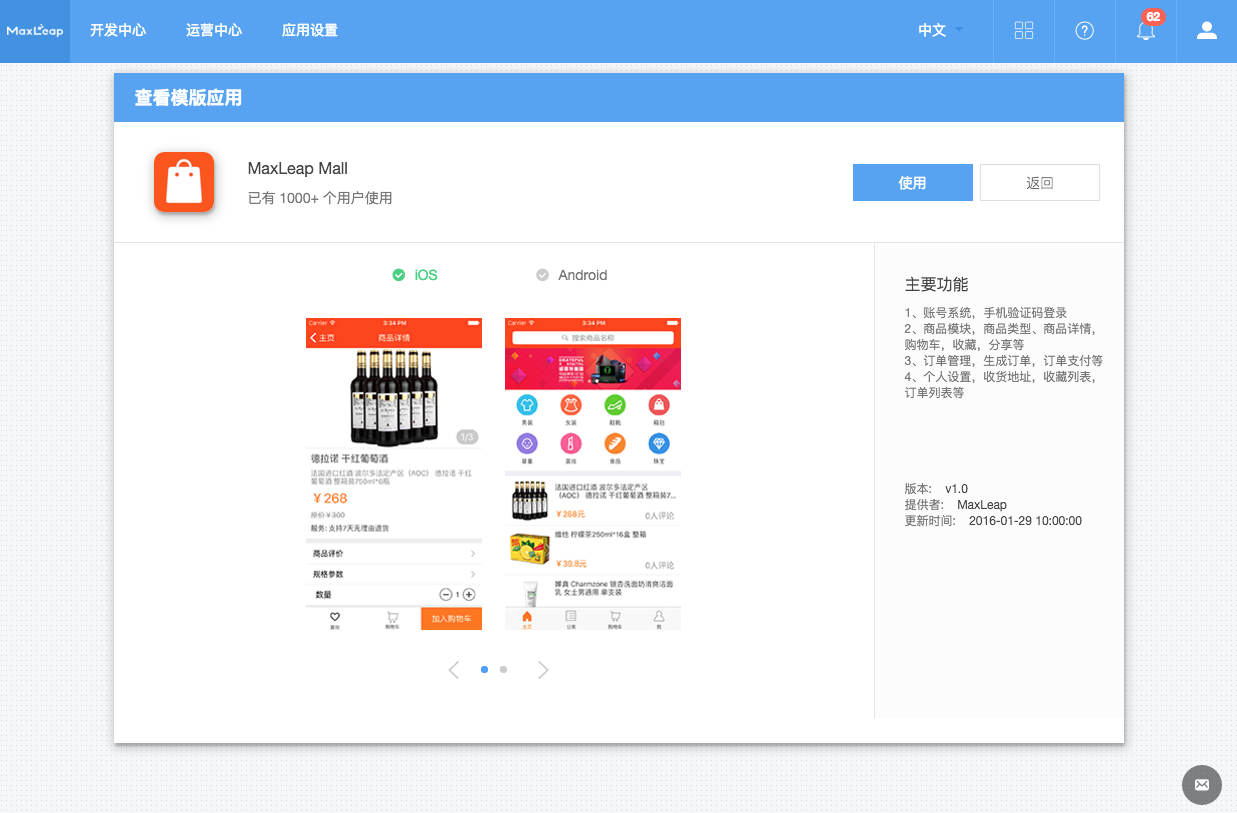 MaxLeap
开发中心
运营中心
应用设置
中文
62
查看模版应用
MaxLeap Mall
已有 1000+ 个用户使用
使用
返回
iOS
Android
Carrier
3:34 PM
主页
商品详情
1/3
德拉诺 干红葡萄酒
法国进口红酒 波尔多法定产区（AOC） 德拉诺 干红
葡萄酒 整箱装750ml*6瓶
￥268
原价￥300
服务: 支持7天无理由退货
商品评价
规格参数
数量
1
购物车
加入购物车
Carrier
3:34 PM
搜索商品名称
男装
女装
鞋靴
箱包
食品
珠宝
法国进口红酒 波尔多法定产区
（AOC） 德拉诺 干红葡萄酒 整箱装7...
￥268元
0人评论
维他 柠檬茶250ml*16盒 整箱
￥39.8元
0人评论
婵真 Charmzone 银杏洗面奶清爽洁面
乳 女士男通用 单支装
主页
分类
购物车
我
主要功能
1、账号系统，手机验证码登录
2、商品模块，商品类型、商品详情，
购物车，收藏，分享等
3、订单管理，生成订单，订单支付等
4、个人设置，收货地址，收藏列表，
订单列表等
版本: v1.0
提供者: MaxLeap
更新时间: 2016-01-29 10:00:00